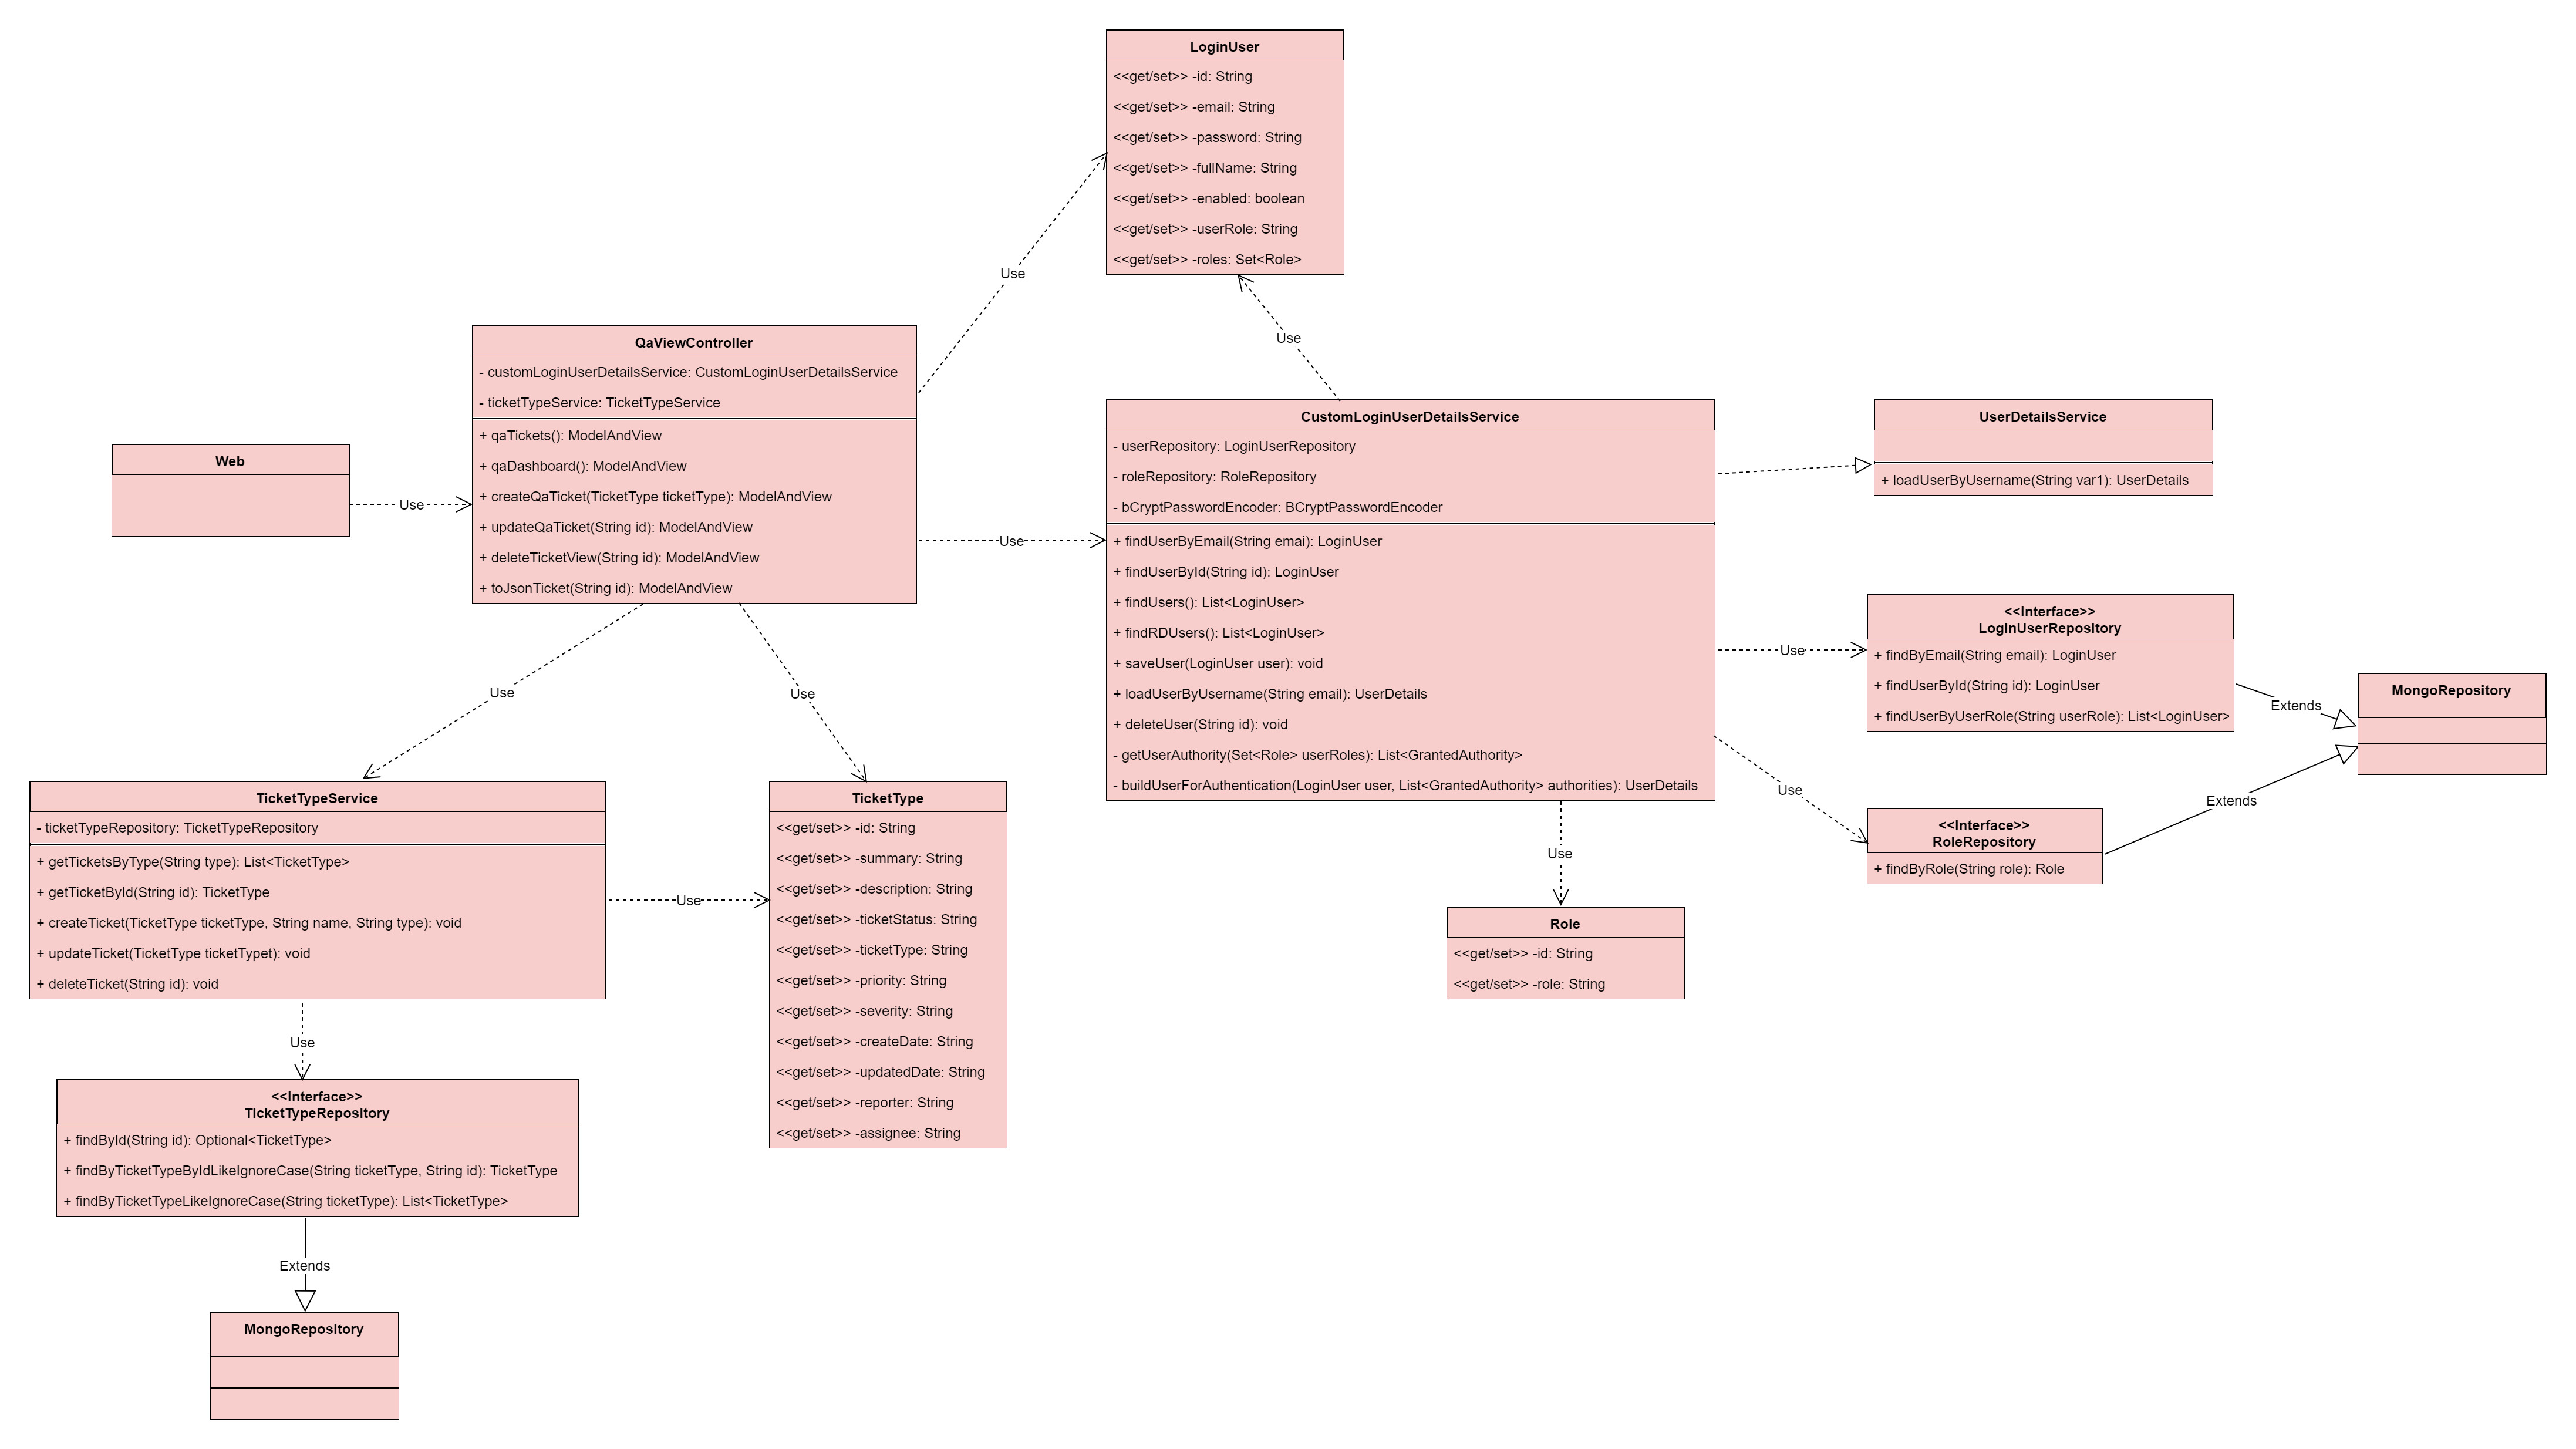 LoginUser
<<get/set>> -id: String
<<get/set>> -email: String
<<get/set>> -password: String
<<get/set>> -fullName: String
<<get/set>> -enabled: boolean
<<get/set>> -userRole: String
<<get/set>> -roles: Set<Role>
Use
Use
QaViewController
- customLoginUserDetailsService: CustomLoginUserDetailsService
- ticketTypeService: TicketTypeService
+ qaTickets(): ModelAndView
+ qaDashboard(): ModelAndView
+ createQaTicket(TicketType ticketType): ModelAndView
+ updateQaTicket(String id): ModelAndView
+ deleteTicketView(String id): ModelAndView
+ toJsonTicket(String id): ModelAndView
Web
Use
Use
CustomLoginUserDetailsService
- userRepository: LoginUserRepository
- roleRepository: RoleRepository
- bCryptPasswordEncoder: BCryptPasswordEncoder
+ findUserByEmail(String emai): LoginUser
+ findUserById(String id): LoginUser
+ findUsers(): List<LoginUser>
+ findRDUsers(): List<LoginUser>
+ saveUser(LoginUser user): void
+ loadUserByUsername(String email): UserDetails
+ deleteUser(String id): void
- getUserAuthority(Set<Role> userRoles): List<GrantedAuthority>
- buildUserForAuthentication(LoginUser user, List<GrantedAuthority> authorities): UserDetails
UserDetailsService
+ loadUserByUsername(String var1): UserDetails
Use
<<Interface>>
LoginUserRepository
+ findByEmail(String email): LoginUser
+ findUserById(String id): LoginUser
+ findUserByUserRole(String userRole): List<LoginUser>
Extends
MongoRepository
Use
Extends
<<Interface>>
RoleRepository
+ findByRole(String role): Role
Use
Role
<<get/set>> -id: String
<<get/set>> -role: String
Use
Use
TicketTypeService
- ticketTypeRepository: TicketTypeRepository
+ getTicketsByType(String type): List<TicketType>
+ getTicketById(String id): TicketType
+ createTicket(TicketType ticketType, String name, String type): void
+ updateTicket(TicketType ticketTypet): void
+ deleteTicket(String id): void
Use
TicketType
<<get/set>> -id: String
<<get/set>> -summary: String
<<get/set>> -description: String
<<get/set>> -ticketStatus: String
<<get/set>> -ticketType: String
<<get/set>> -priority: String
<<get/set>> -severity: String
<<get/set>> -createDate: String
<<get/set>> -updatedDate: String
<<get/set>> -reporter: String
<<get/set>> -assignee: String
Use
<<Interface>>
TicketTypeRepository
+ findById(String id): Optional<TicketType>
+ findByTicketTypeByIdLikeIgnoreCase(String ticketType, String id): TicketType
+ findByTicketTypeLikeIgnoreCase(String ticketType): List<TicketType>
Extends
MongoRepository